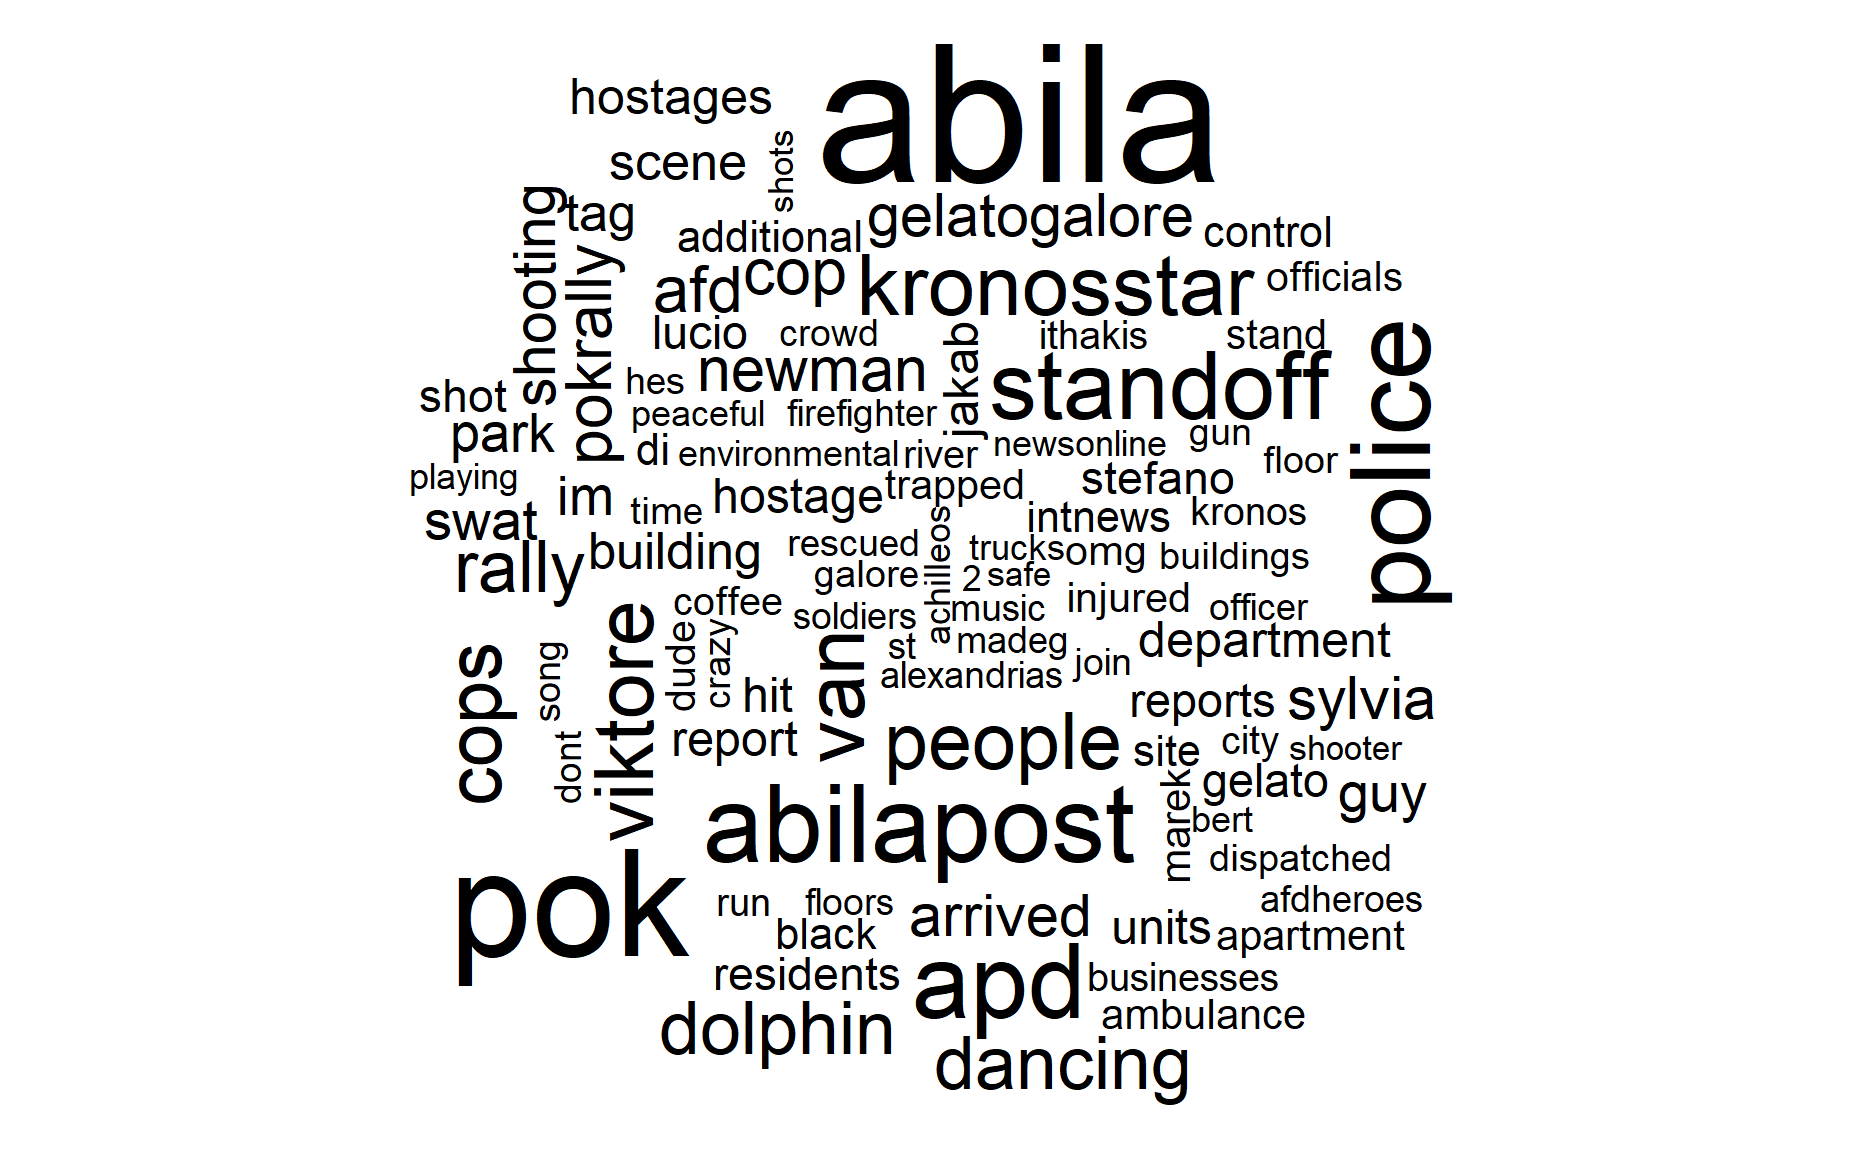 abila
hostages
scene
shots
shooting
tag
additional
gelatogalore
control
pokrally
afd
cop
kronosstar
officials
lucio
crowd
jakab
ithakis
stand
police
shot
hes
newman
standoff
park
peaceful
firefighter
di
environmental
river
newsonline
gun
floor
playing
im
time
hostage
trapped
stefano
swat
intnews
kronos
rally
building
rescued
achilleos
trucks
omg
buildings
galore
2
safe
coffee
soldiers
music
injured
officer
cops
song
viktore
dude
crazy
van
st
madeg
department
alexandrias
join
hit
reports
sylvia
dont
report
people
site
city
shooter
marek
gelato
guy
abilapost
bert
pok
dispatched
run
floors
arrived
afdheroes
black
units
apartment
residents
apd
businesses
dolphin
ambulance
dancing